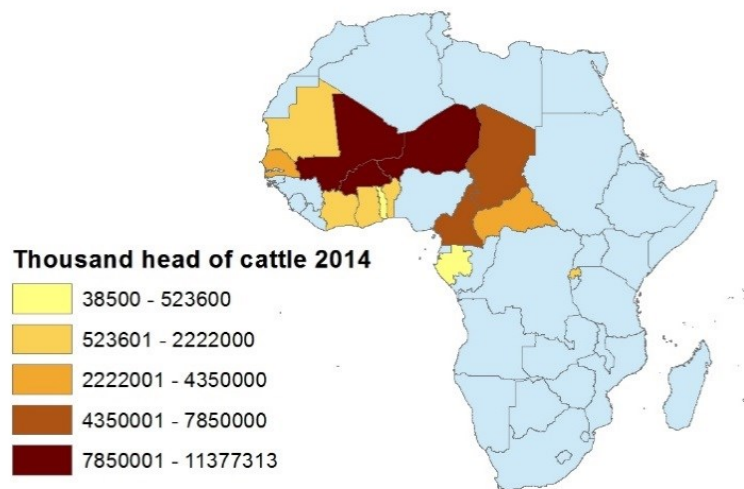 Thousand head of cattle 2014
38500 - 523600
523601 - 2222000
2222001 - 4350000
4350001 - 7850000
7850001 - 11377313